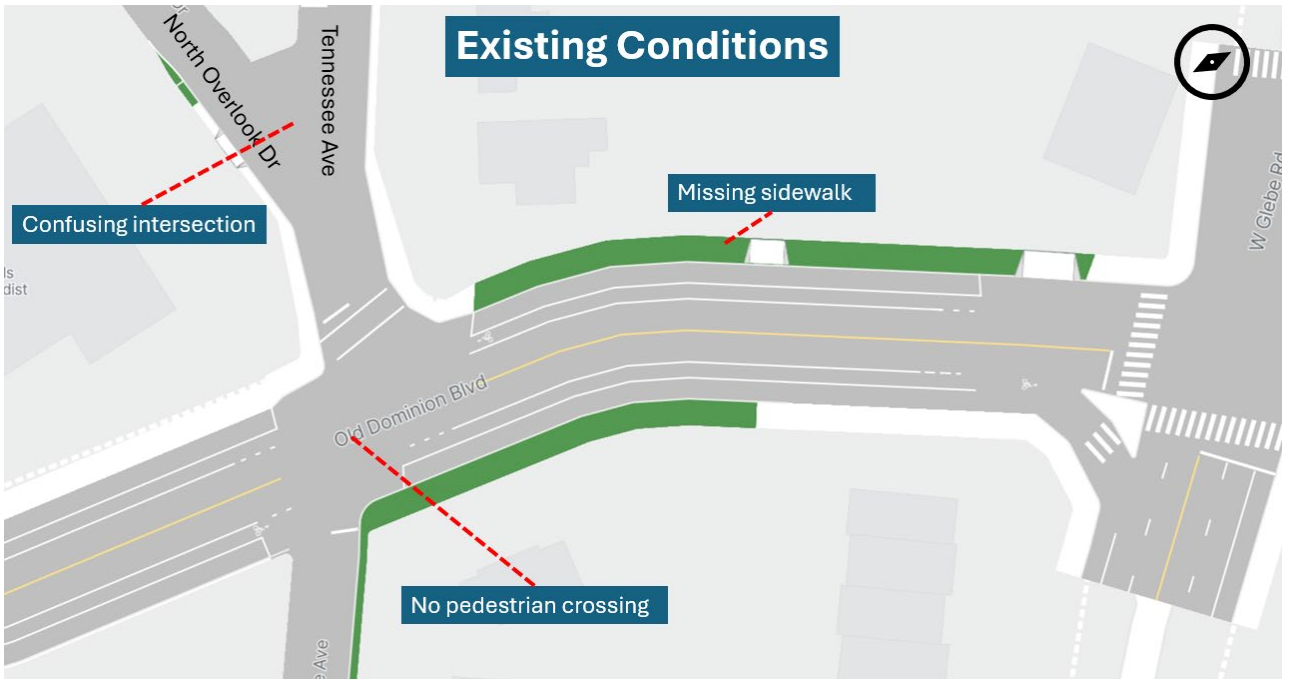 Existing Conditions
North Overlook Dr
Tennessee Ave
Confusing intersection
Missing sidewalk
W Glebe Rd
Old Dominion Blvd
No pedestrian crossing
Ave